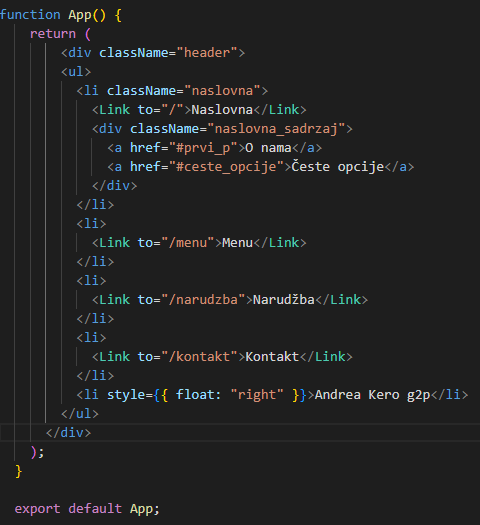 function App() {
return (
<div className="header">
<ul>
<li className="naslovna">
<Link to="/">Naslovna</Link>
<div className="naslovna_sadrzaj">
<a href="#prvi_p">O nama</a>
<a href="#ceste_opcije">Česte opcije</a>
</div>
</li>
<li>
<Link to="/menu">Menu</Link>
</li>
<li>
<Link to="/narudzba">Narudžba</Link>
</li>
<li>
<Link to="/kontakt">Kontakt</Link>
</li>
<li style={{ float: "right" }}>Andrea Kero g2p</li>
</ul>
</div>
);
}
export default App;